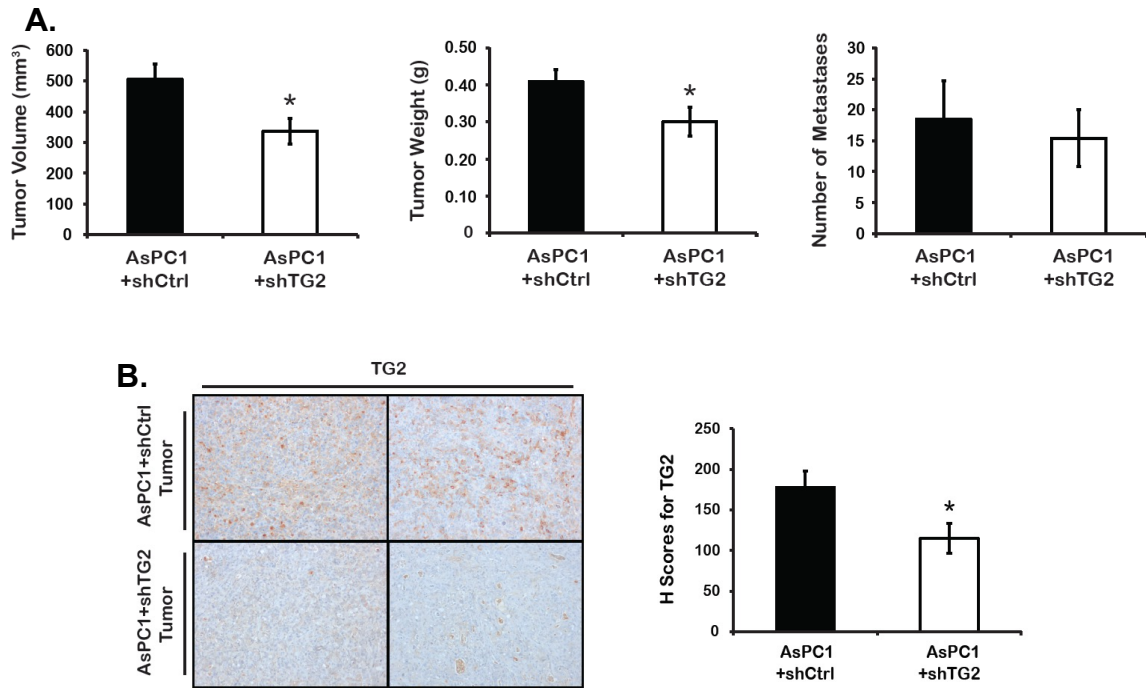 A.
Tumor Volume (mm³)
600
500
400
300
200
100
0
*
AsPC1
+shCtrl
AsPC1
+shTG2
Tumor Weight (g)
0.50
0.40
0.30
0.20
0.10
0
*
AsPC1
+shCtrl
AsPC1
+shTG2
Number of Metastases
30
25
20
15
10
5
0
AsPC1
+shCtrl
AsPC1
+shTG2
B.
TG2
AsPC1+shCtrl
Tumor
AsPC1+shTG2
Tumor
H Scores for TG2
250
200
150
100
50
0
*
AsPC1
+shCtrl
AsPC1
+shTG2